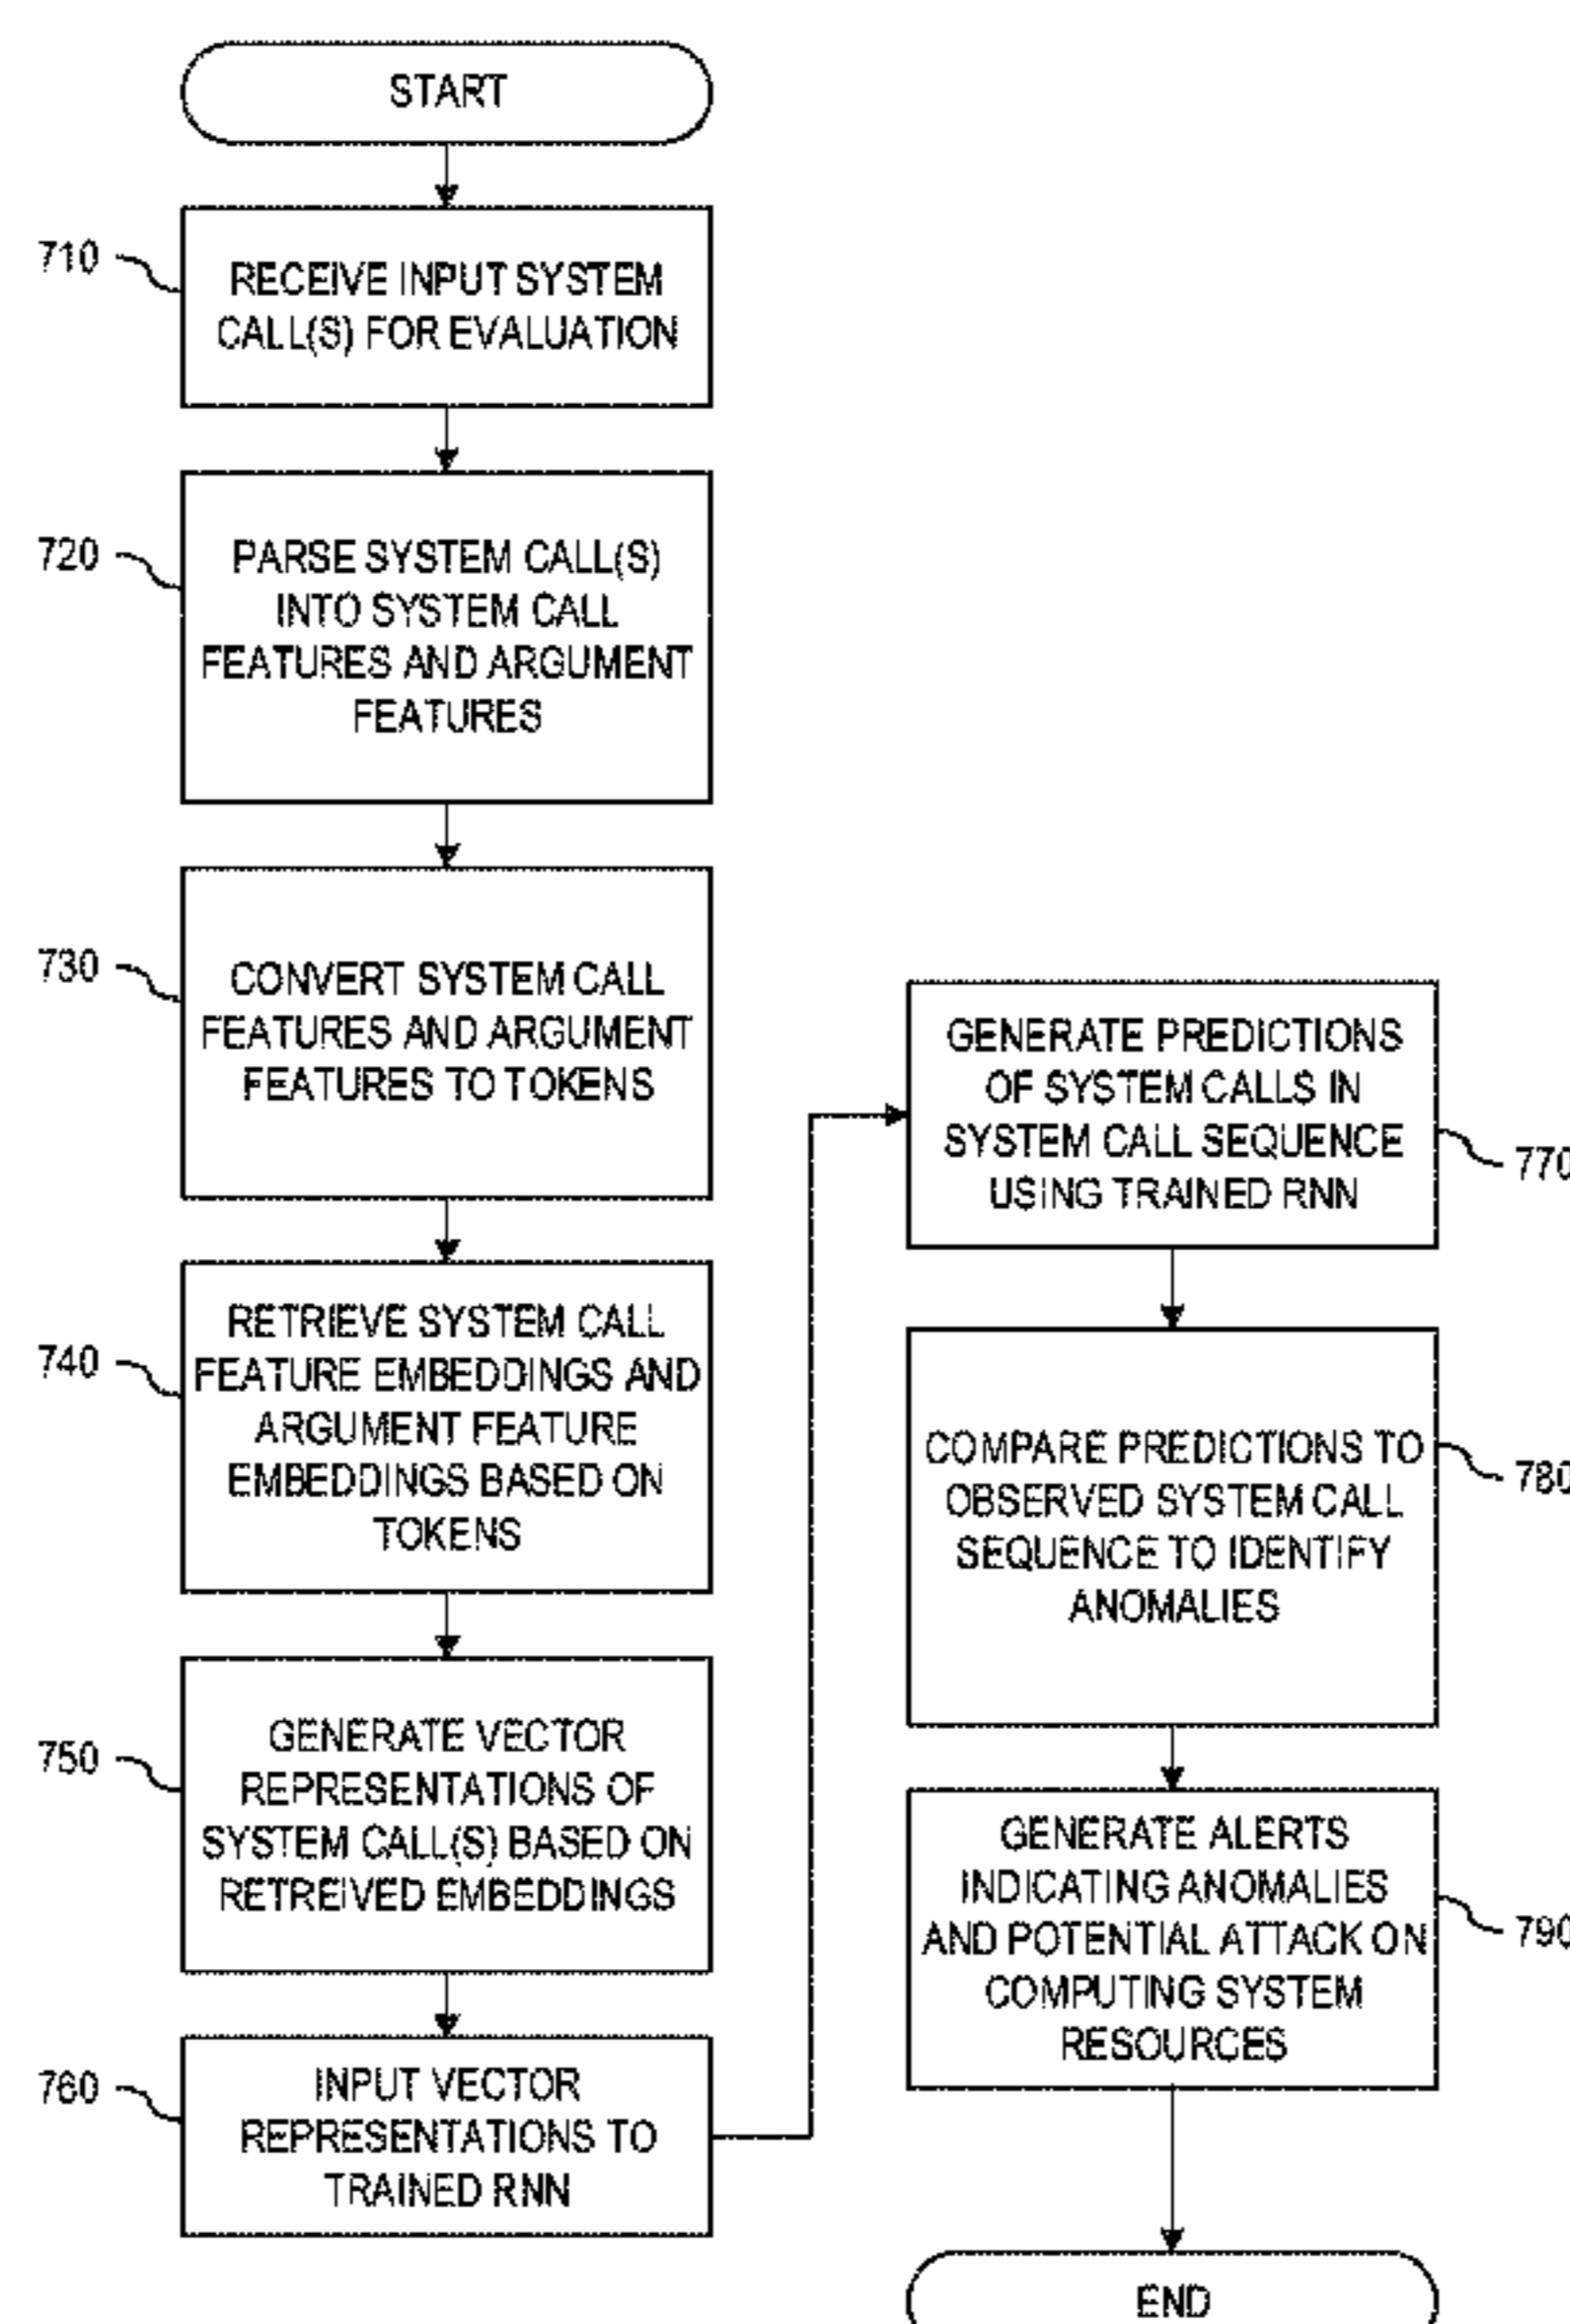 START
710
RECEIVE INPUT SYSTEM
CALL(S) FOR EVALUATION
720
PARSE SYSTEM CALL(S)
INTO SYSTEM CALL
FEATURES AND ARGUMENT
FEATURES
730
CONVERT SYSTEM CALL
FEATURES AND ARGUMENT
FEATURES TO TOKENS
740
RETRIEVE SYSTEM CALL
FEATURE EMBEDDINGS AND
ARGUMENT FEATURE
EMBEDDINGS BASED ON
TOKENS
750
GENERATE VECTOR
REPRESENTATIONS OF
SYSTEM CALL(S) BASED ON
RETREIVED EMBEDDINGS
760
INPUT VECTOR
REPRESENTATIONS TO
TRAINED RNN
GENERATE PREDICTIONS
OF SYSTEM CALLS IN
SYSTEM CALL SEQUENCE
USING TRAINED RNN
770
COMPARE PREDICTIONS TO
OBSERVED SYSTEM CALL
SEQUENCE TO IDENTIFY
ANOMALIES
780
GENERATE ALERTS
INDICATING ANOMALIES
AND POTENTIAL ATTACK ON
COMPUTING SYSTEM
RESOURCES
790
END